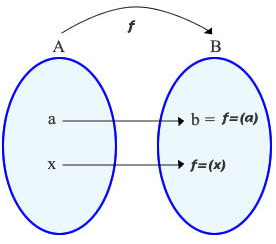 f
A B
a b = f=(a)
x f=(x)